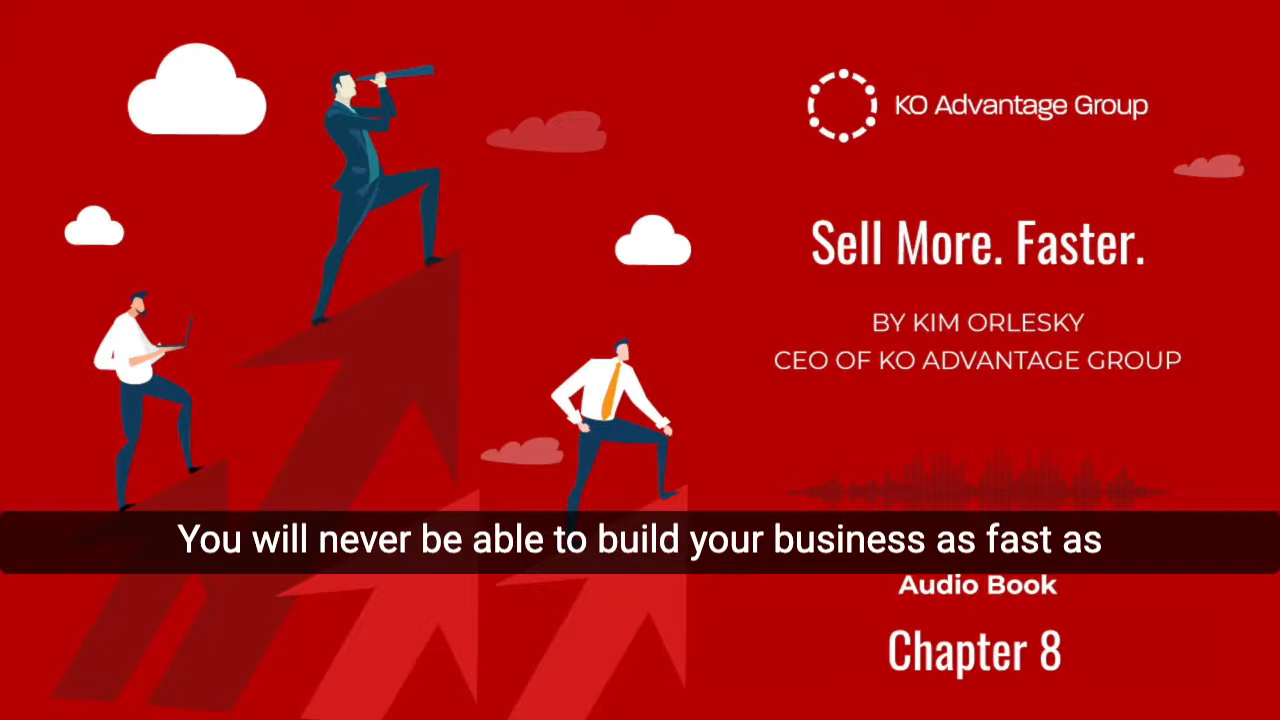 KO Advantage Group
Sell More. Faster.
BY KIM ORLESKY
CEO OF KO ADVANTAGE GROUP
You will never be able to build your business as fast as
Audio Book
Chapter 8